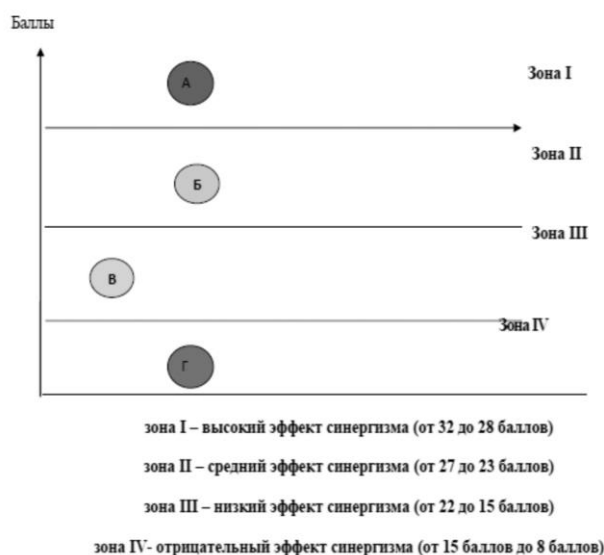 Баллы
А
Зона I
Зона II
Б
Зона III
В
Зона IV
Г
зона I – высокий эффект синергизма (от 32 до 28 баллов)
зона II – средний эффект синергизма (от 27 до 23 баллов)
зона III – низкий эффект синергизма (от 22 до 15 баллов)
зона IV- отрицательный эффект синергизма (от 15 баллов до 8 баллов)